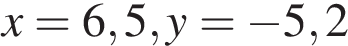 x = 6,5, y = −5,2